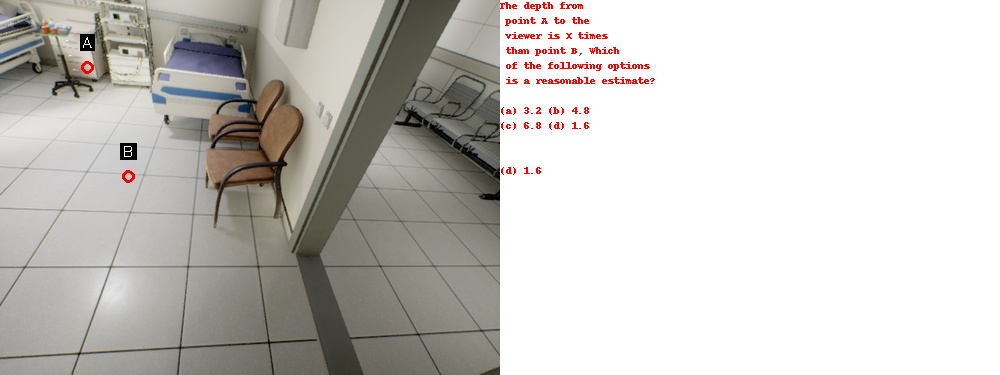 A
B
The depth from
point A to the
viewer is X times
than point B, Which
of the following options
is a reasonable estimate?
(a) 3.2 (b) 4.8
(c) 6.8 (d) 1.6
(d) 1.6